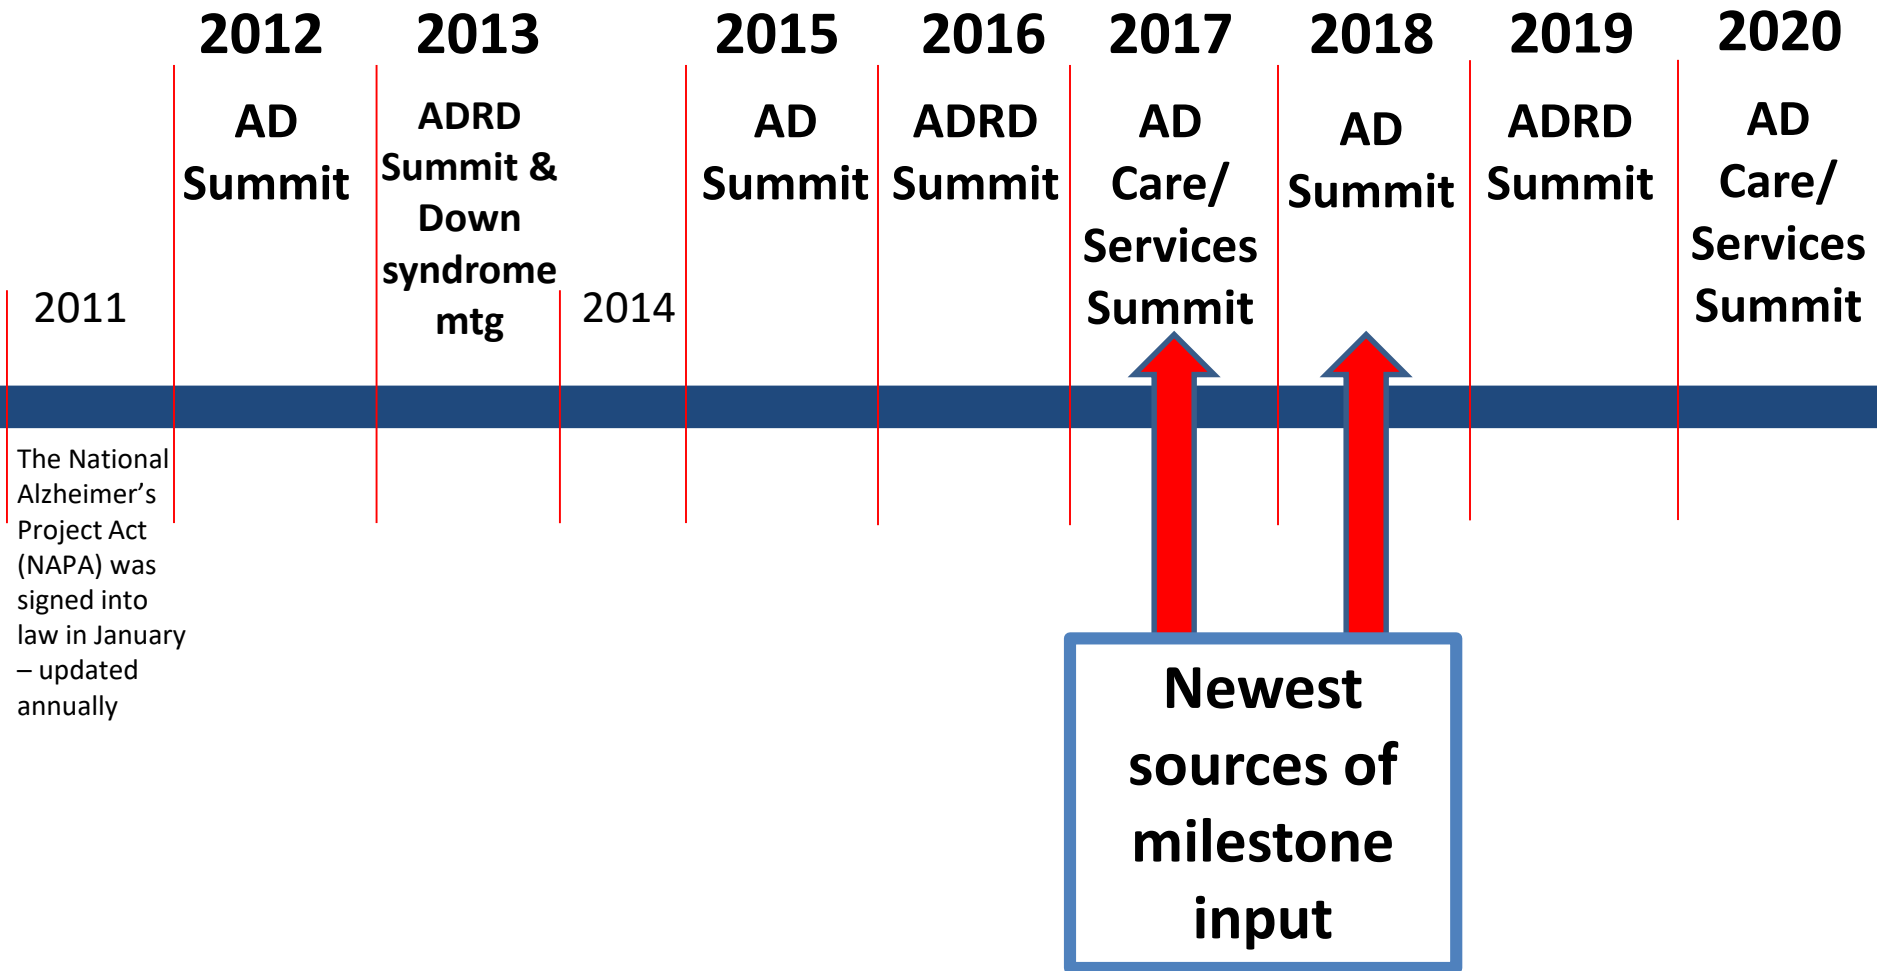 2011
The National
Alzheimer’s
Project Act
(NAPA) was
signed into
law in January
– updated
annually
2012
AD
Summit
2013
ADRD
Summit &
Down
syndrome
mtg
2014
2015
AD
Summit
2016
ADRD
Summit
2017
AD
Care/
Services
Summit
2018
AD
Summit
2019
ADRD
Summit
2020
AD
Care/
Services
Summit
Newest
sources of
milestone
input